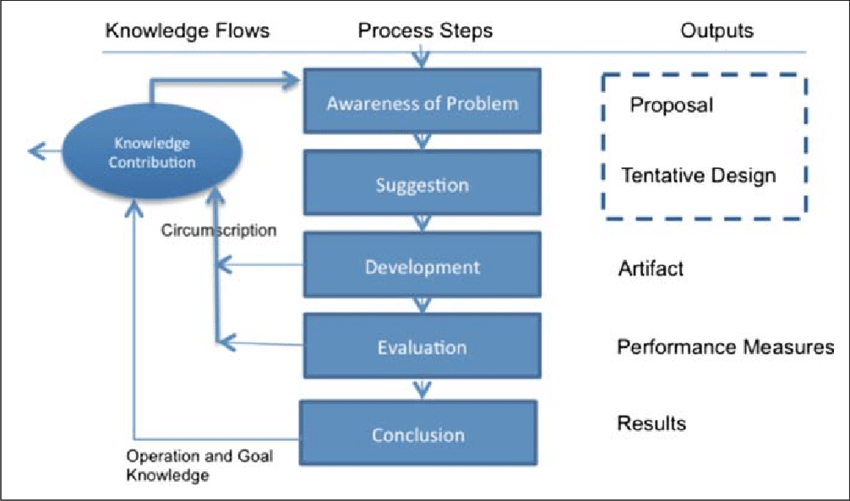 Knowledge Flows
Process Steps
Outputs
Awareness of Problem
Proposal
Knowledge
Contribution
Suggestion
Tentative Design
Circumscription
Development
Artifact
Evaluation
Performance Measures
Conclusion
Results
Operation and Goal
Knowledge